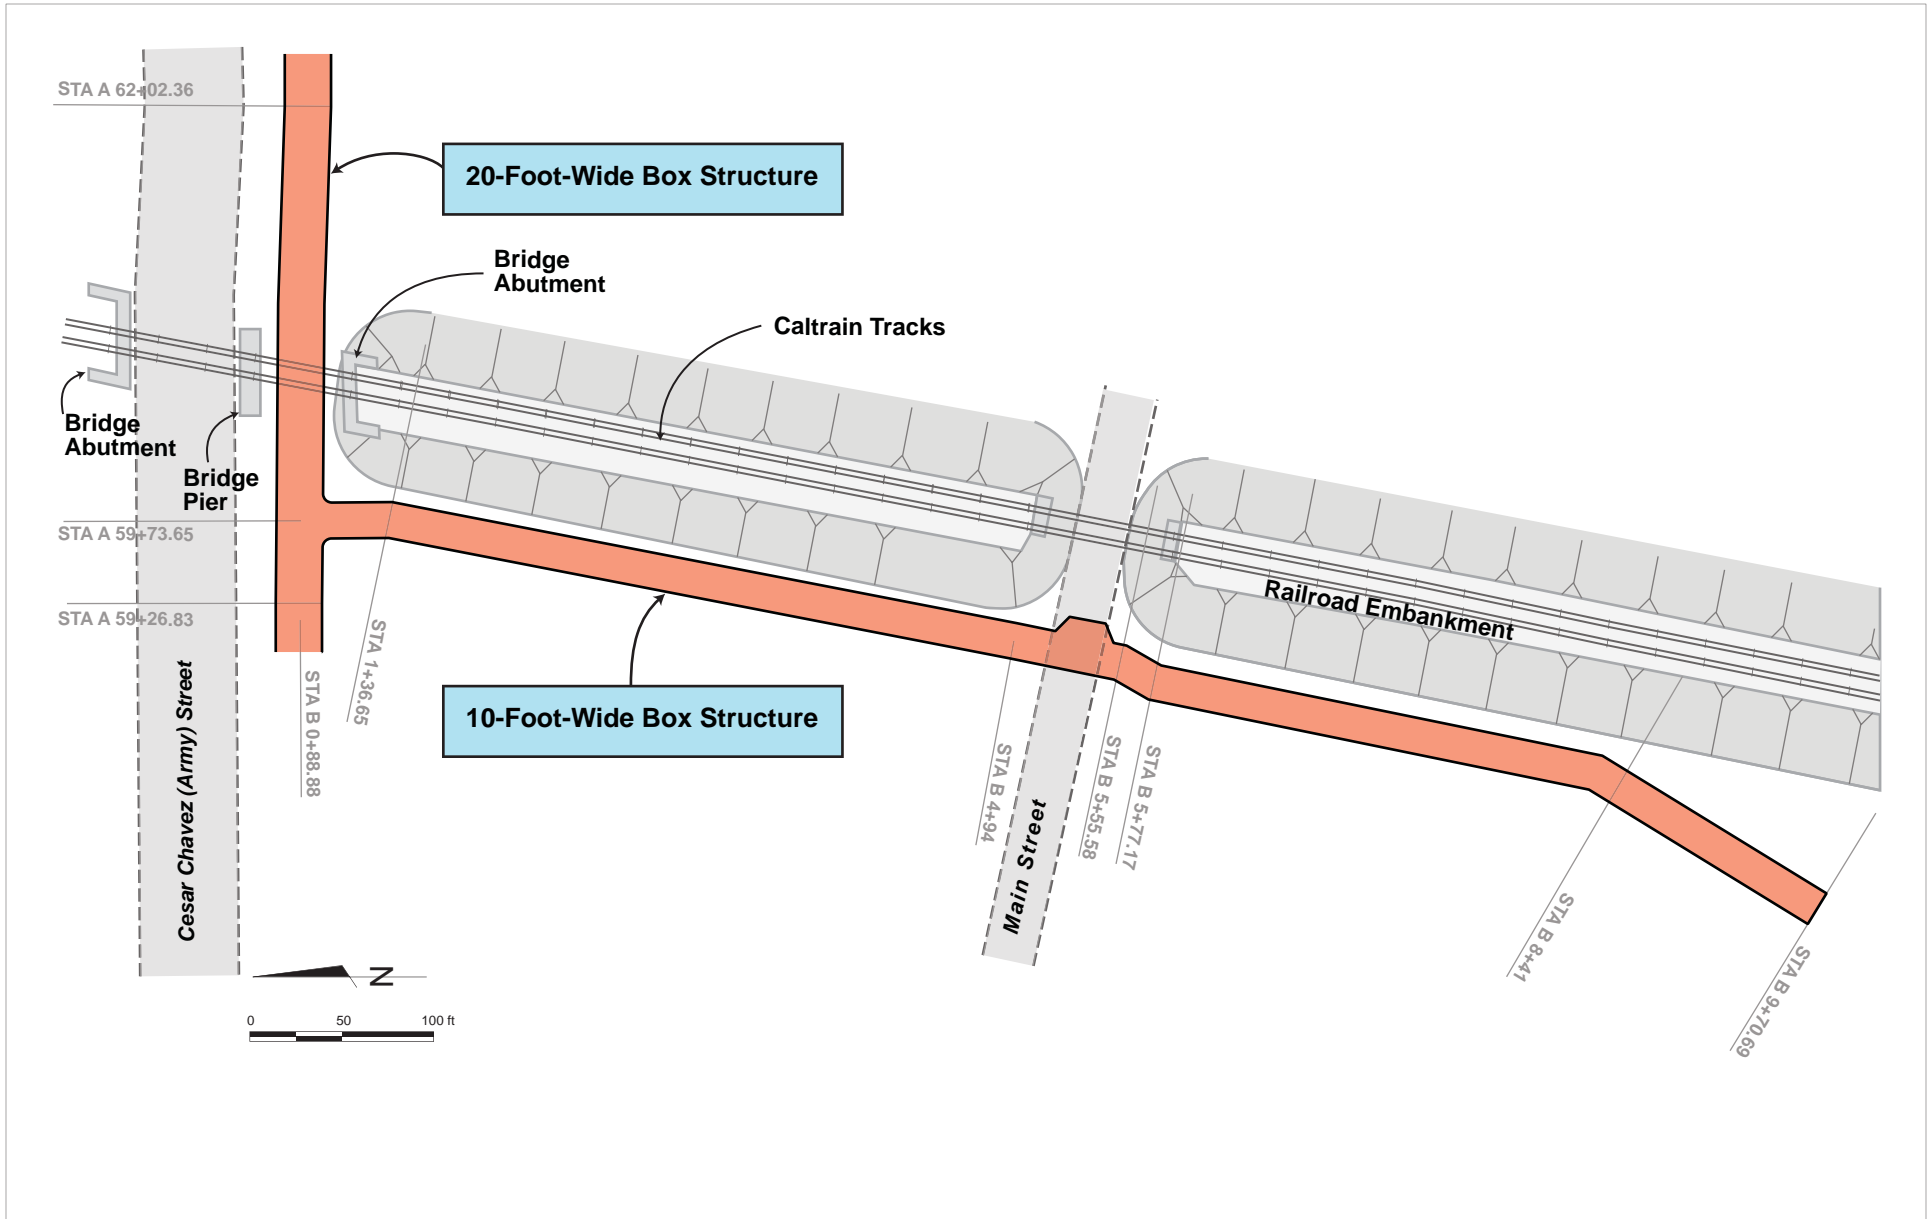 STA A 62+02.36
20-Foot-Wide Box Structure
Bridge
Abutment
Caltrain Tracks
Bridge
Abutment
Bridge
Pier
STA A 59+73.65
STA A 59+26.83
Railroad Embankment
STA 1+36.65
STA B 0+88.88
Cesar Chavez (Army) Street
10-Foot-Wide Box Structure
STA B 4+94
Main Street
STA B 5+55.58
STA B 5+77.17
STA B 8+41
STA B 9+70.69
N
0 50 100 ft